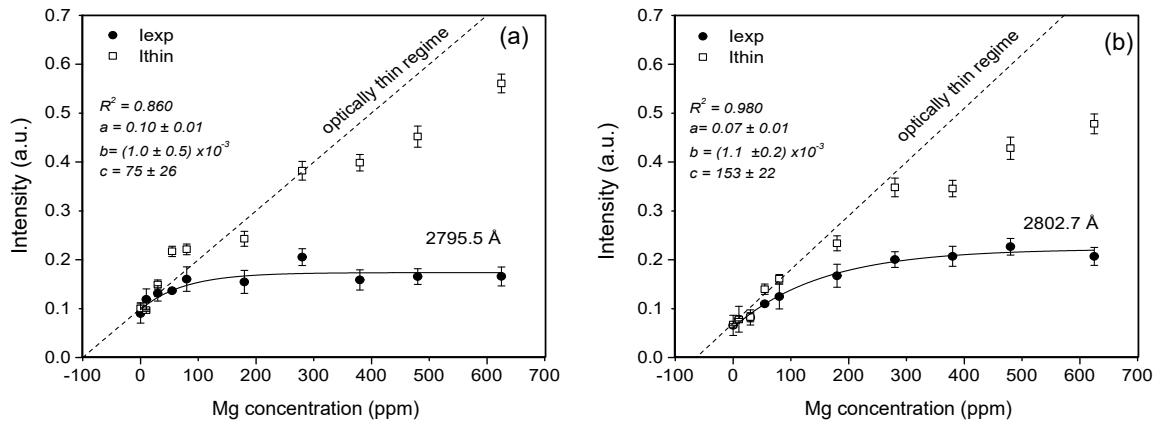 0.7
0.6
0.5
0.4
0.3
0.2
0.1
0.0
-100 0 100 200 300 400 500 600 700
Intensity (a.u.)
Mg concentration (ppm)
Iexp
Ithin
(a)
optically thin regime
R² = 0.860
a = 0.10 ± 0.01
b= (1.0 ± 0.5) x10⁻³
c = 75 ± 26
2795.5 Å
0.7
0.6
0.5
0.4
0.3
0.2
0.1
0.0
-100 0 100 200 300 400 500 600 700
Intensity (a.u.)
Mg concentration (ppm)
Iexp
Ithin
(b)
optically thin regime
R² = 0.980
a= 0.07 ± 0.01
b = (1.1 ±0.2) x10⁻³
c = 153 ± 22
2802.7 Å